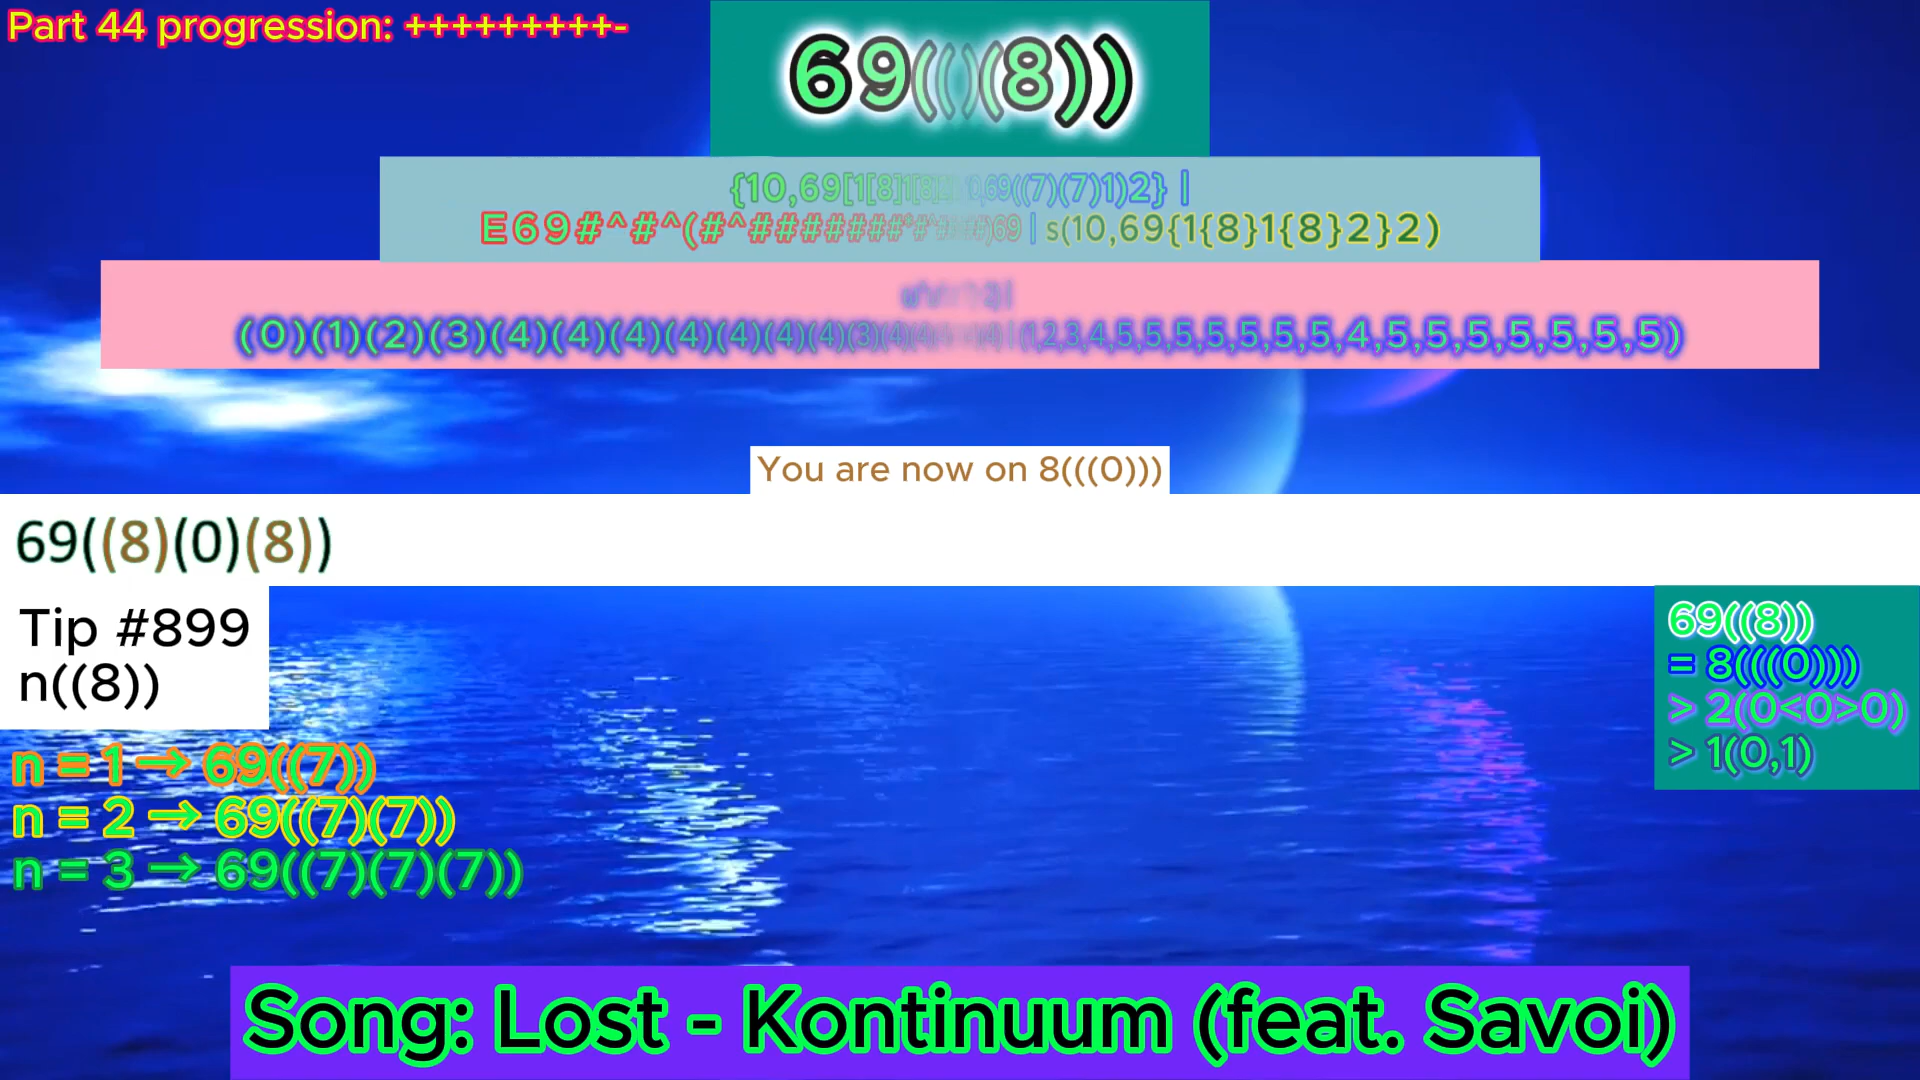 Part 44 progression: +++++++++-
{10,69[1[8]1[8]
69((7)(7)1)2} |
E69#^#^(#^####### )69 | s(10,69{1{8}1{8}2}2)
(0)(1)(2)(3)(4)(4)(4)(4)(4)(4)(4)(3)(4)(4) | (1,2,3,4,5,5,5,5,5,5,5,4,5,5,5,5,5,5,5)
You are now on 8(((0)))
69((8)(0)(8))
Tip #899
n((8))
n = 1 → 69((7))
n = 2 → 69((7)(7))
n = 3 → 69((7)(7)(7))
69((8))
= 8(((0)))
> 2(0<0>0)
> 1(0,1)
Song: Lost - Kontinuum (feat. Savoi)